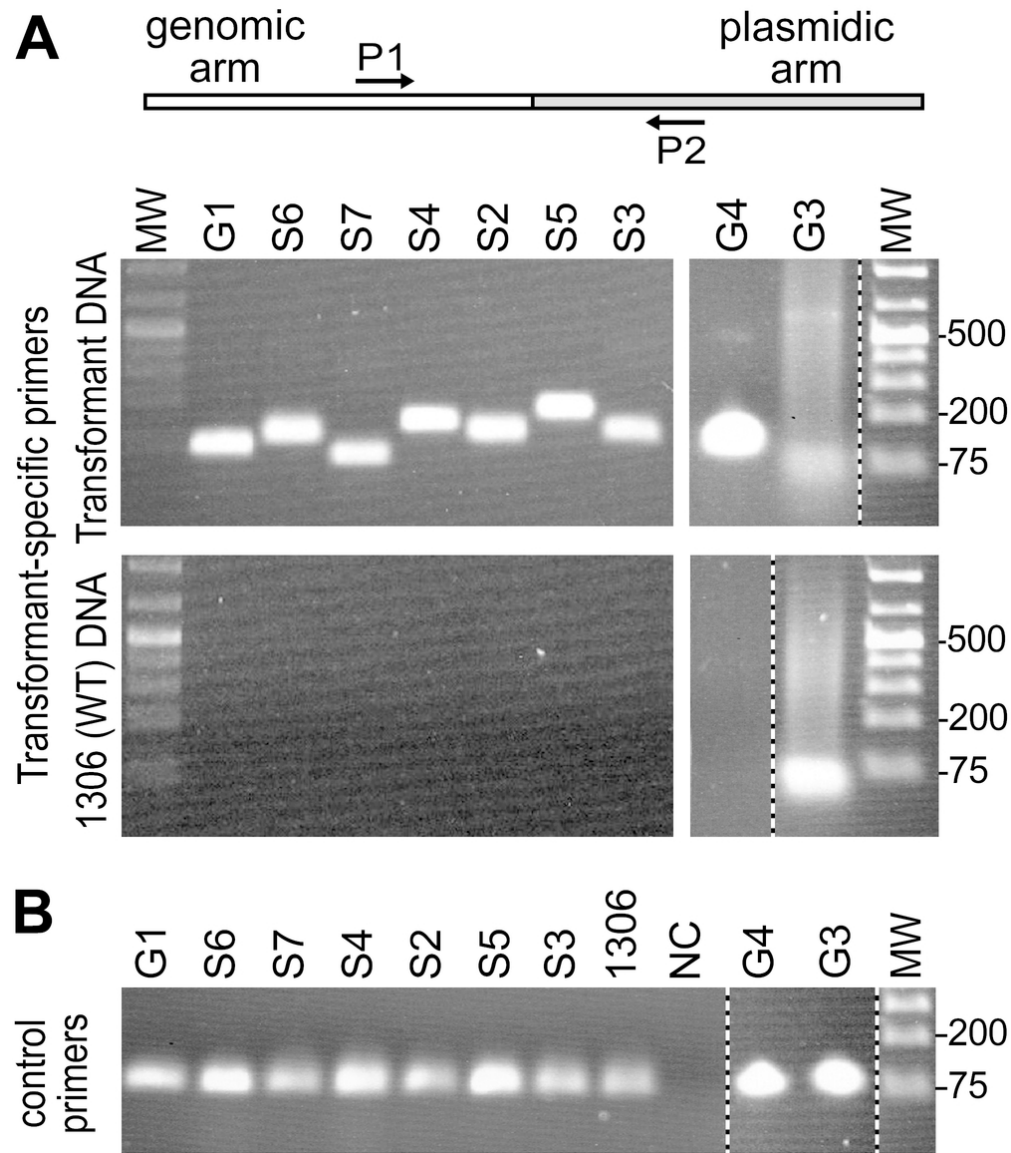 A
genomic
arm
P1
plasmidic
arm
P2
MW G1 S6 S7 S4 S2 S5 S3 G4 G3 MW
Transformant-specific primers
Transformant DNA
-500
-200
-75
1306 (WT) DNA
-500
-200
-75
B
G1 S6 S7 S4 S2 S5 S3 1306 NC G4 G3 MW
control
primers
-200
-75